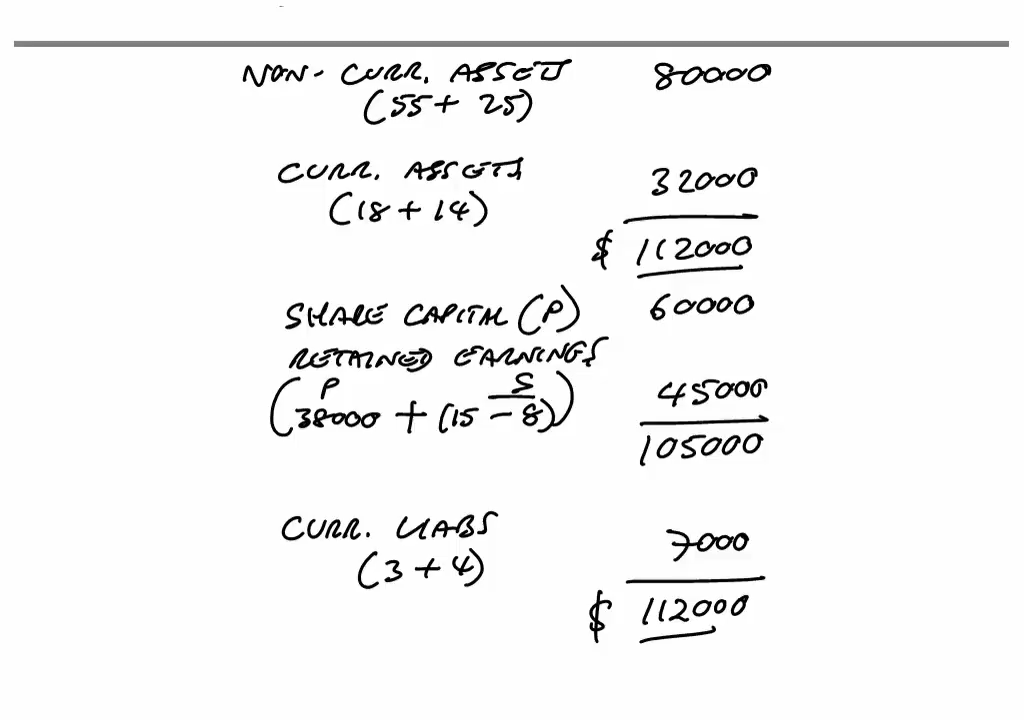 NON-CURR. ASSETS 80000
(55 + 25)
CURR. ASSETS 32000
(18 + 14)
$ 112000
SHARE CAPITAL (P) 60000
RETAINED EARNINGS
P S
(38000 + (15 - 8)) 45000
105000
CURR. LIABS 7000
(3 + 4)
$ 112000